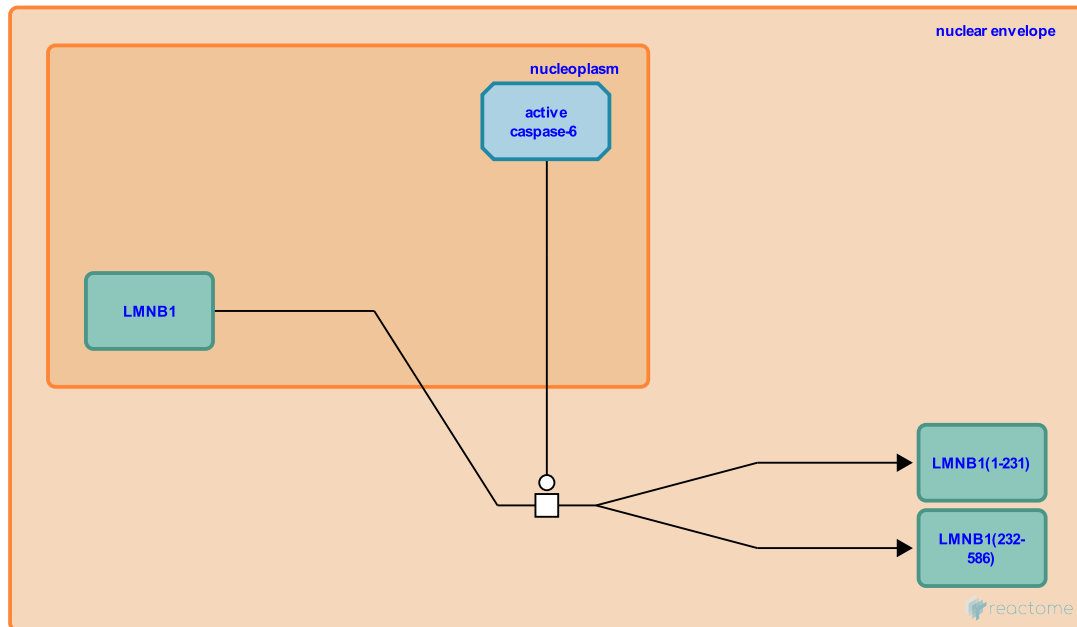 nuclear envelope
nucleoplasm
active
caspase-6
LMNB1
LMNB1(1-231)
LMNB1(232-
586)
reactome